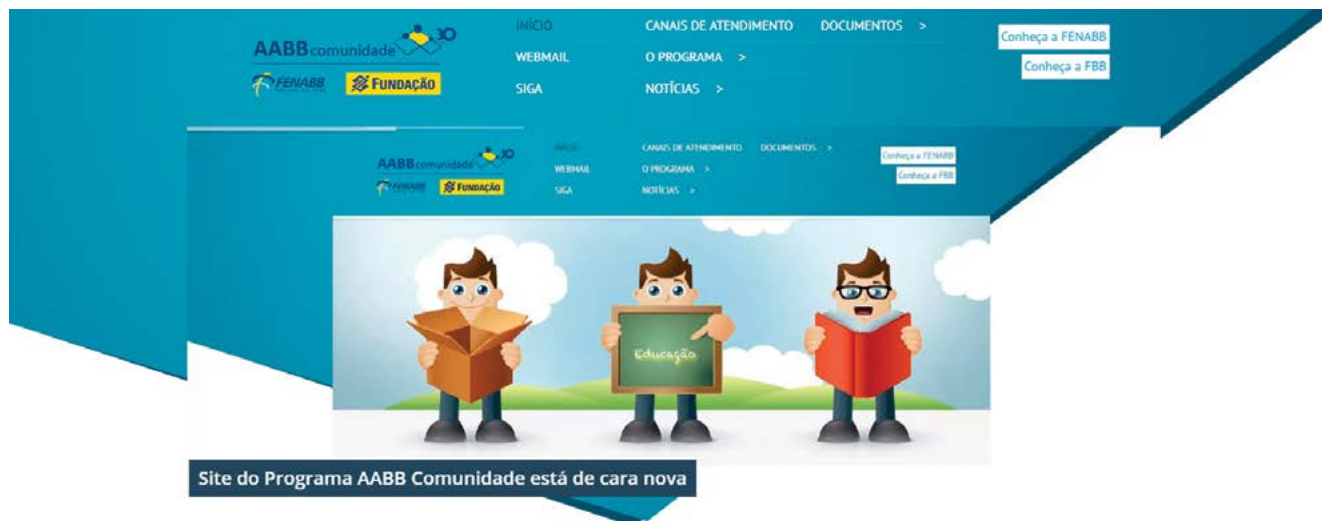 INÍCIO CANAIS DE ATENDIMENTO DOCUMENTOS >
Conheça a FENABB
AABB comunidade 30
WEBMAIL O PROGRAMA >
Conheça a FBB
FENABB FUNDAÇÃO
SIGA NOTÍCIAS >
INÍCIO CANAIS DE ATENDIMENTO DOCUMENTOS >
Conheça a FENABB
AABB comunidade 30
WEBMAIL O PROGRAMA >
Conheça a FBB
FENABB FUNDAÇÃO
SIGA NOTÍCIAS >
Educação
Site do Programa AABB Comunidade está de cara nova